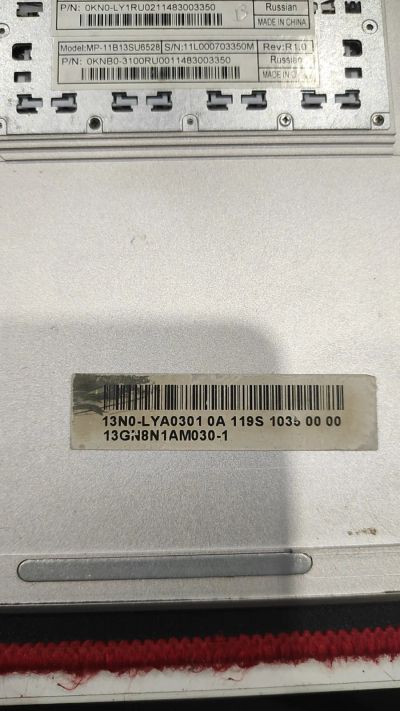 P/N: 0KN0-LY1RU0211483003350
Russian
MADE IN CHINA
Model:MP-11B13SU6528 S/N:11L000703350M Rev:R1.0
P/N: 0KNB0-3100RU0011483003350 Russian
MADE IN
13N0-LYA0301 0A 119S 1035 00 00
13GN8N1AM030-1